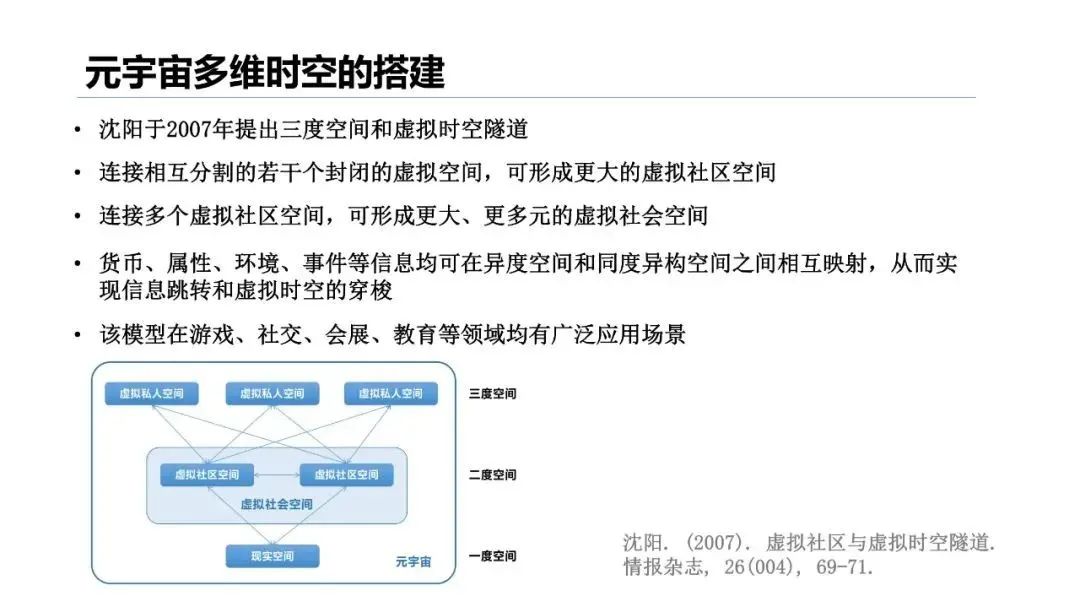 元宇宙多维时空的搭建
• 沈阳于2007年提出三度空间和虚拟时空隧道
• 连接相互分割的若干个封闭的虚拟空间，可形成更大的虚拟社区空间
• 连接多个虚拟社区空间，可形成更大、更多元的虚拟社会空间
• 货币、属性、环境、事件等信息均可在异度空间和同度异构空间之间相互映射，从而实
现信息跳转和虚拟时空的穿梭
• 该模型在游戏、社交、会展、教育等领域均有广泛应用场景
虚拟私人空间 虚拟私人空间 虚拟私人空间 三度空间
虚拟社区空间 虚拟社区空间 二度空间
虚拟社会空间
现实空间 元宇宙 一度空间
沈阳. (2007). 虚拟社区与虚拟时空隧道.
情报杂志, 26(004), 69-71.